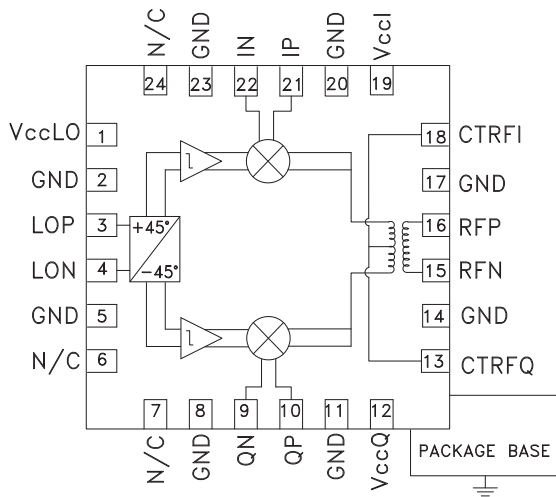 N/C
GND
IN
IP
GND
VccI
24
23
22
21
20
19
VccLO
1
GND
2
LOP
3
LON
4
GND
5
N/C
6
+45°
-45°
18
CTRFI
17
GND
16
RFP
15
RFN
14
GND
13
CTRFQ
7
8
9
10
11
12
N/C
GND
QN
QP
GND
VccQ
PACKAGE BASE